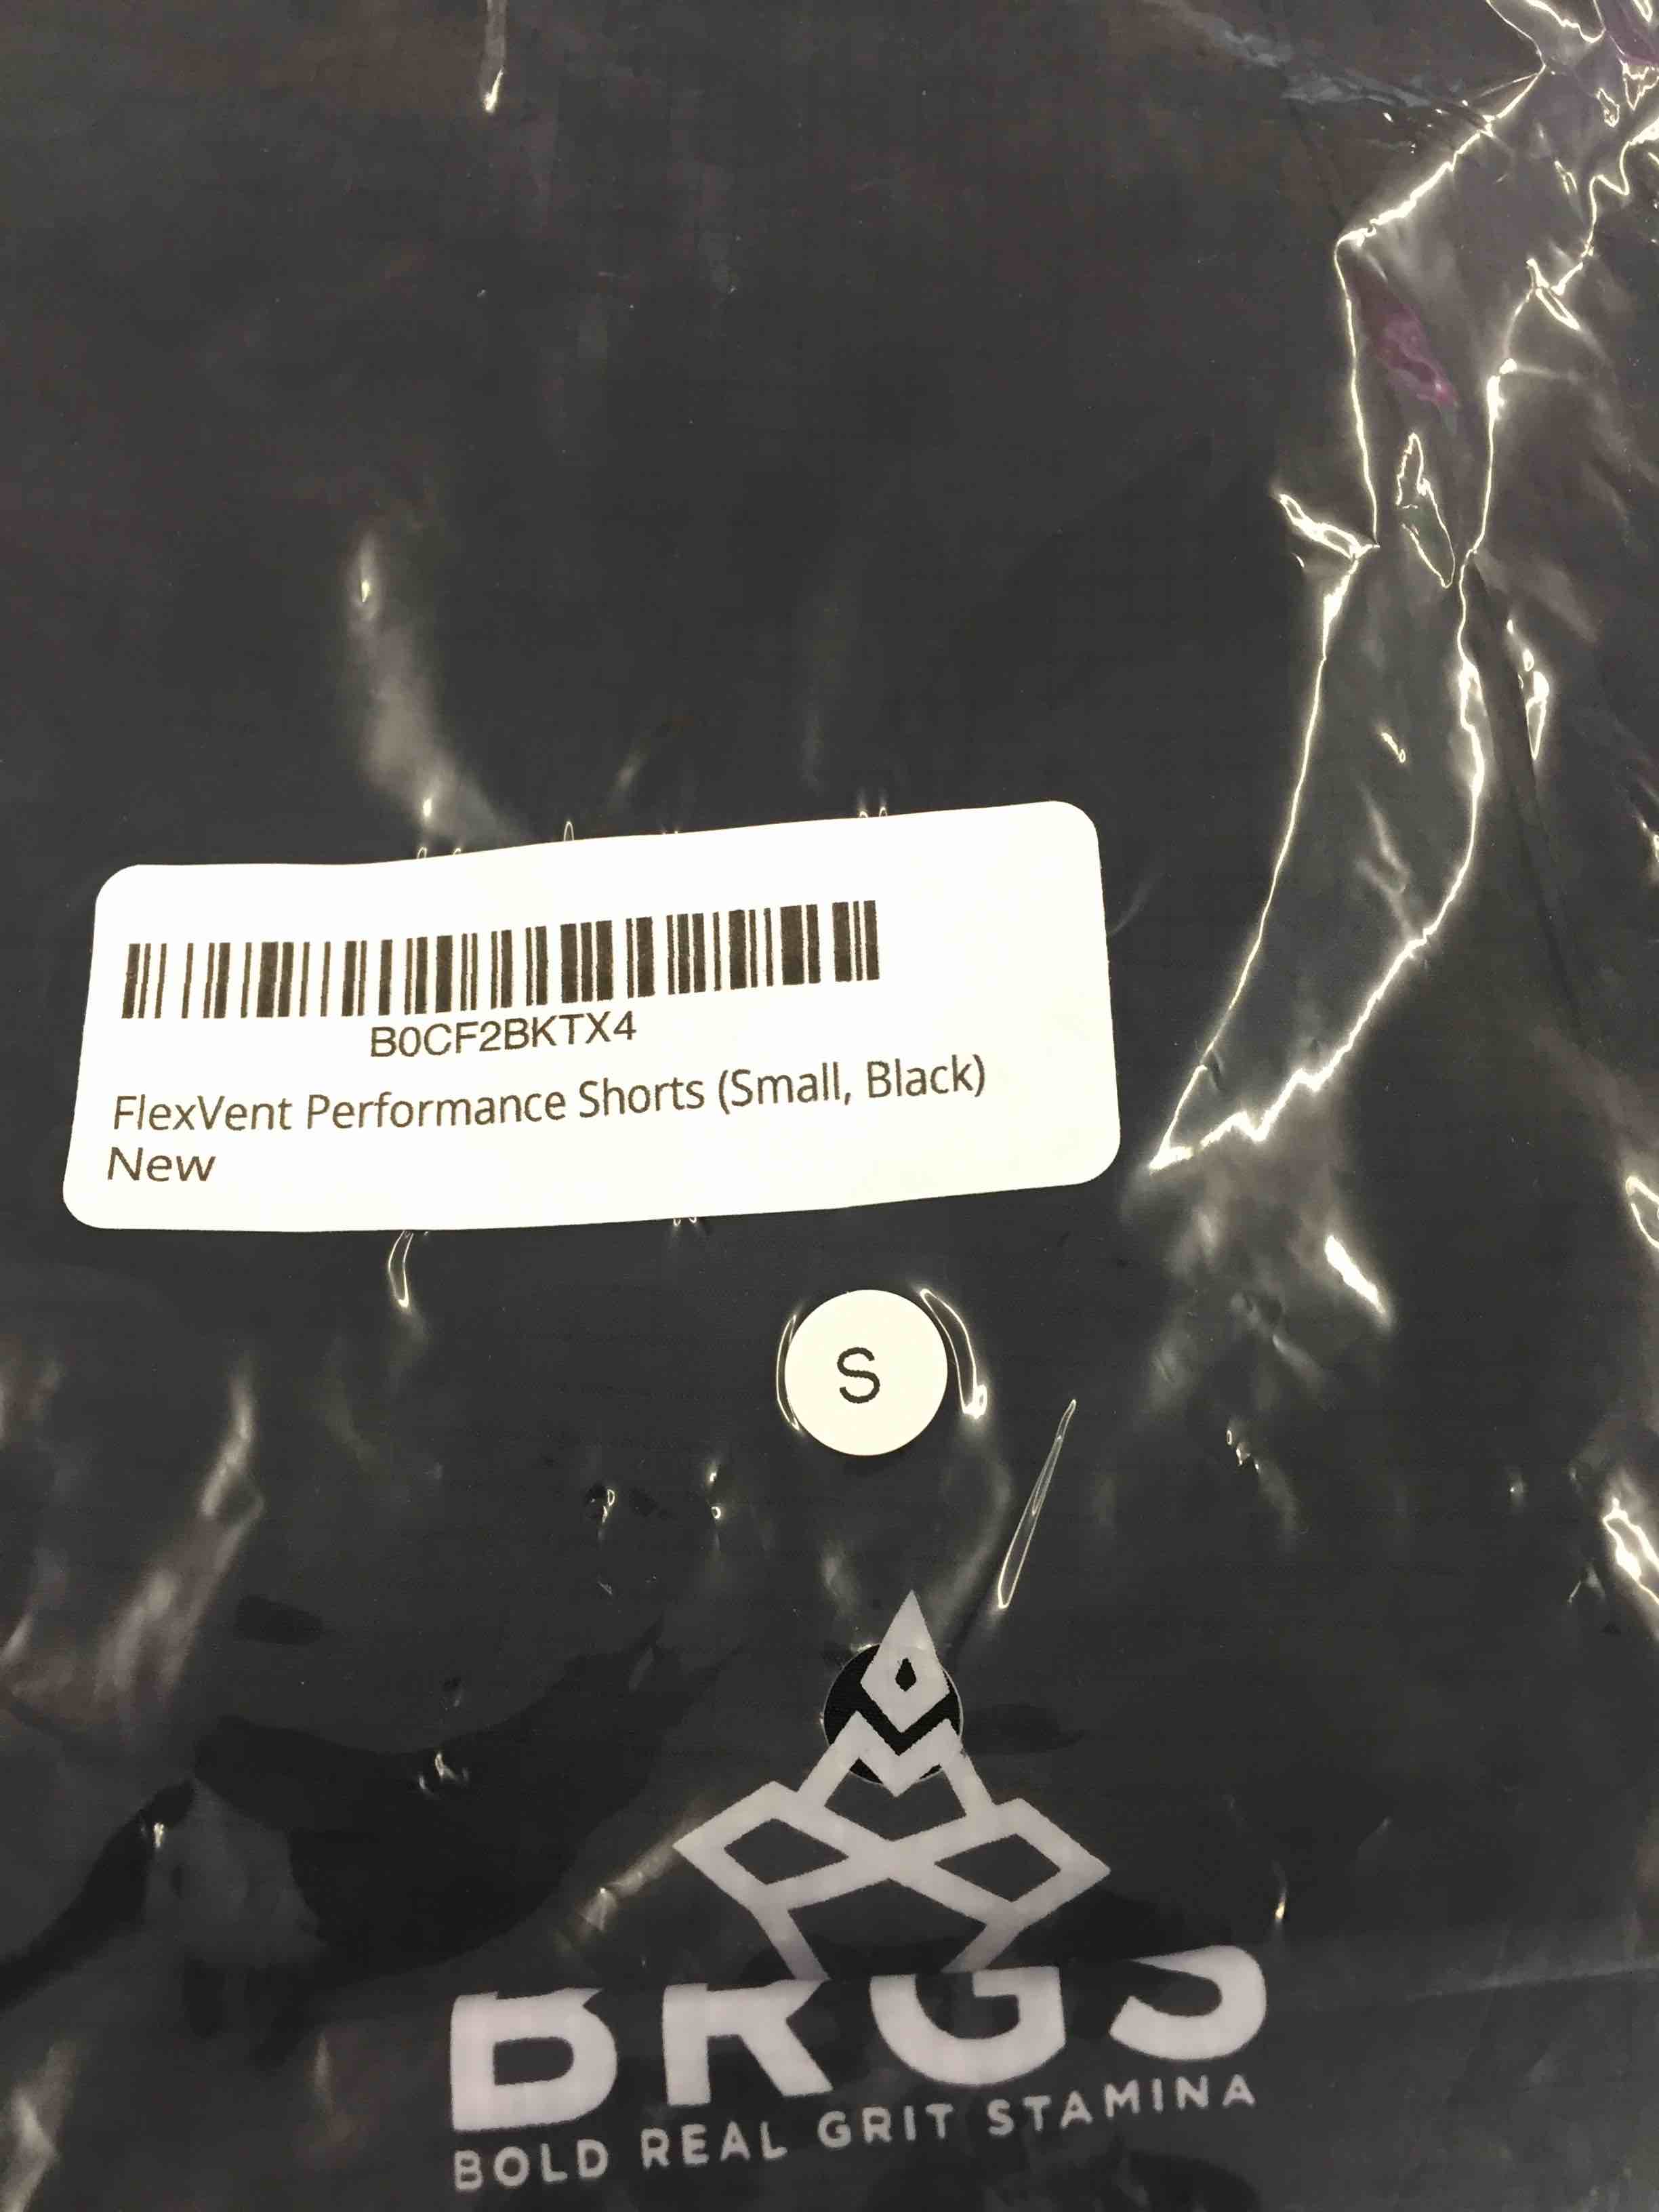 B0CF2BKTX4
FlexVent Performance Shorts (Small, Black)
New
S
BRGS
BOLD REAL GRIT STAMINA